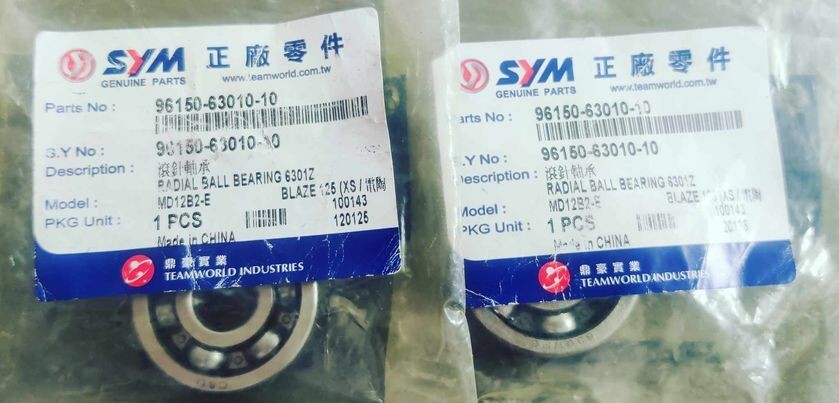 SYM 正廠零件
GENUINE PARTS www.teamworld.com.tw
Parts No : 96150-63010-10
S.Y No : 96150-63010-10
Description : 滾針軸承
RADIAL BALL BEARING 6301Z
Model : MD12B2-E BLAZE 125 (XS /
100143
PKG Unit : 1 PCS 120125
Made in CHINA
鼎豪實業
TEAMWORLD INDUSTRIES
SYM 正廠零件
GENUINE PARTS www.teamworld.com.tw
arts No : 96150-63010-10
S.Y No : 96150-63010-10
Description : 滾針軸承
RADIAL BALL BEARING 6301Z
Model : MD12B2-E BLAZE (XS /
100143
PKG Unit : 1 PCS
Made in CHINA
鼎豪實業
TEAMWORLD INDUSTRIES